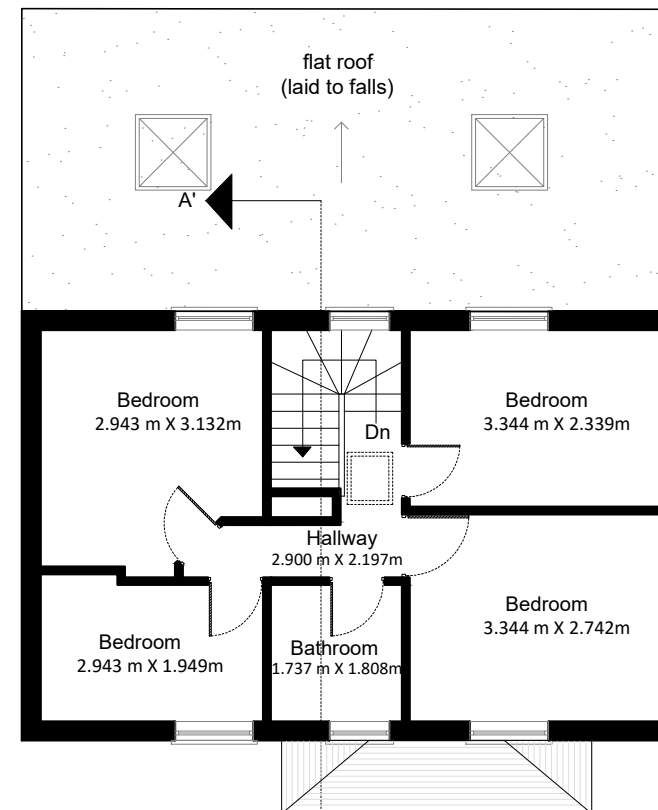 flat roof
(laid to falls)
A'
Bedroom
2.943 m X 3.132m
Dn
Bedroom
3.344 m X 2.339m
Hallway
2.900 m X 2.197m
Bedroom
2.943 m X 1.949m
Bathroom
1.737 m X 1.808m
Bedroom
3.344 m X 2.742m